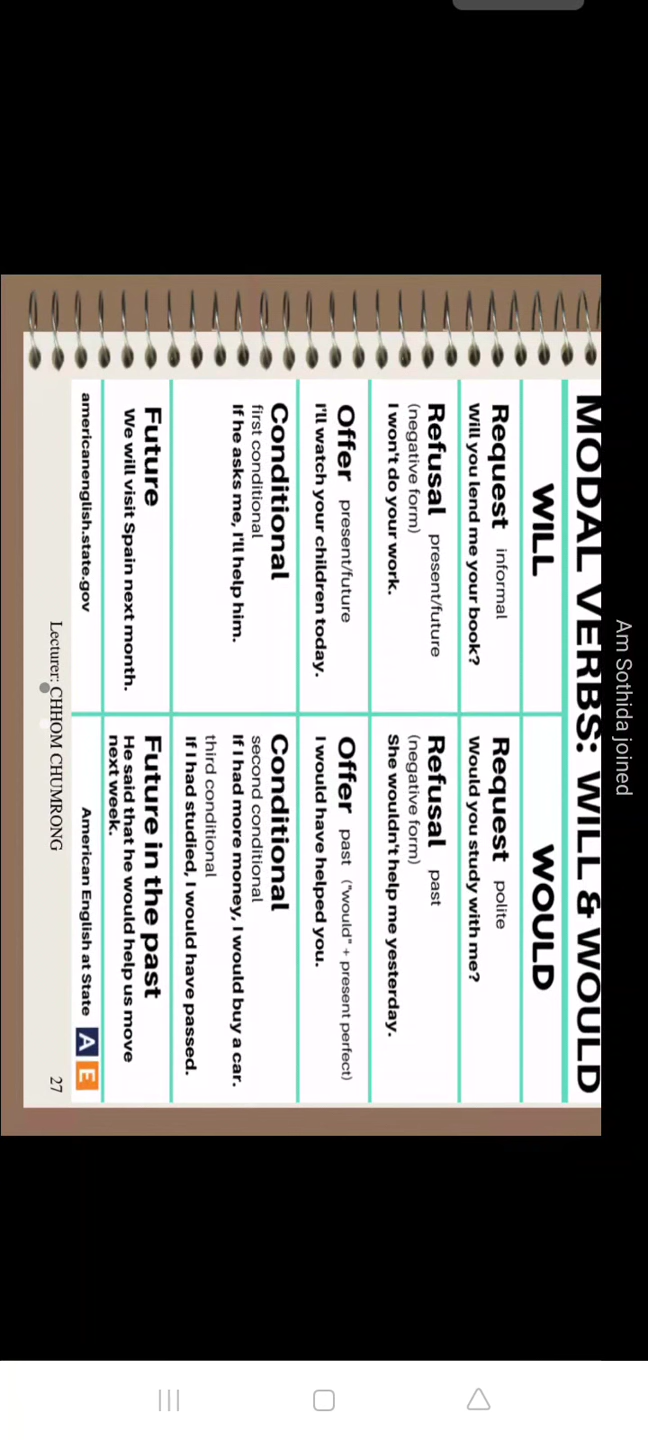 Am Sothida joined
MODAL VERBS: WILL & WOULD
WILL
WOULD
Request informal
Will you lend me your book?
Request polite
Would you study with me?
Refusal present/future
(negative form)
I won't do your work.
Refusal past
(negative form)
She wouldn't help me yesterday.
Offer present/future
I'll watch your children today.
Offer past ("would" + present perfect)
I would have helped you.
Conditional
first conditional
If he asks me, I'll help him.
Conditional
second conditional
If I had more money, I would buy a car.
third conditional
If I had studied, I would have passed.
Future
We will visit Spain next month.
Future in the past
He said that he would help us move
next week.
americanenglish.state.gov
American English at State A E
Lecturer: CHHOM CHUMRONG
27